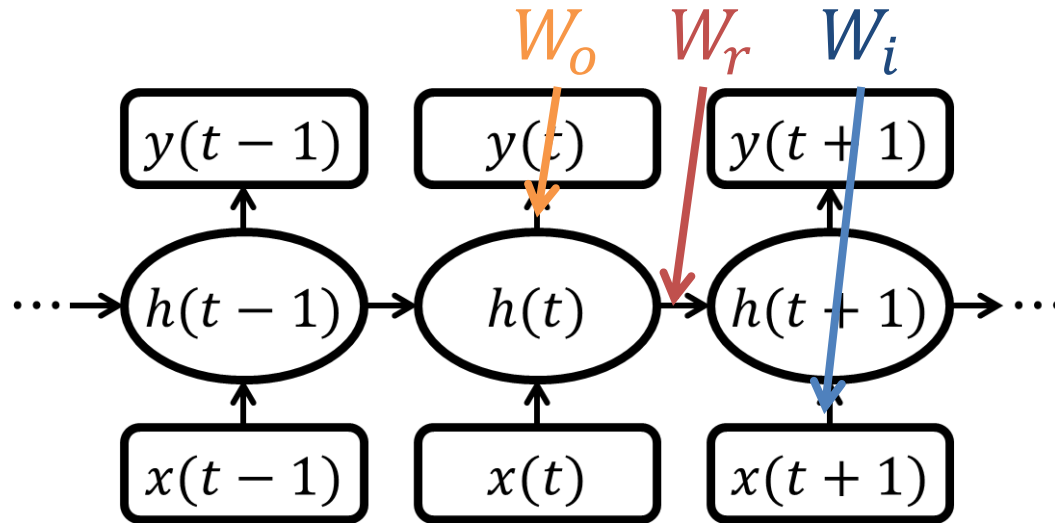 W_o W_r W_i
y(t − 1) y(t) y(t + 1)
⋯ h(t − 1) h(t) h(t + 1) ⋯
x(t − 1) x(t) x(t + 1)